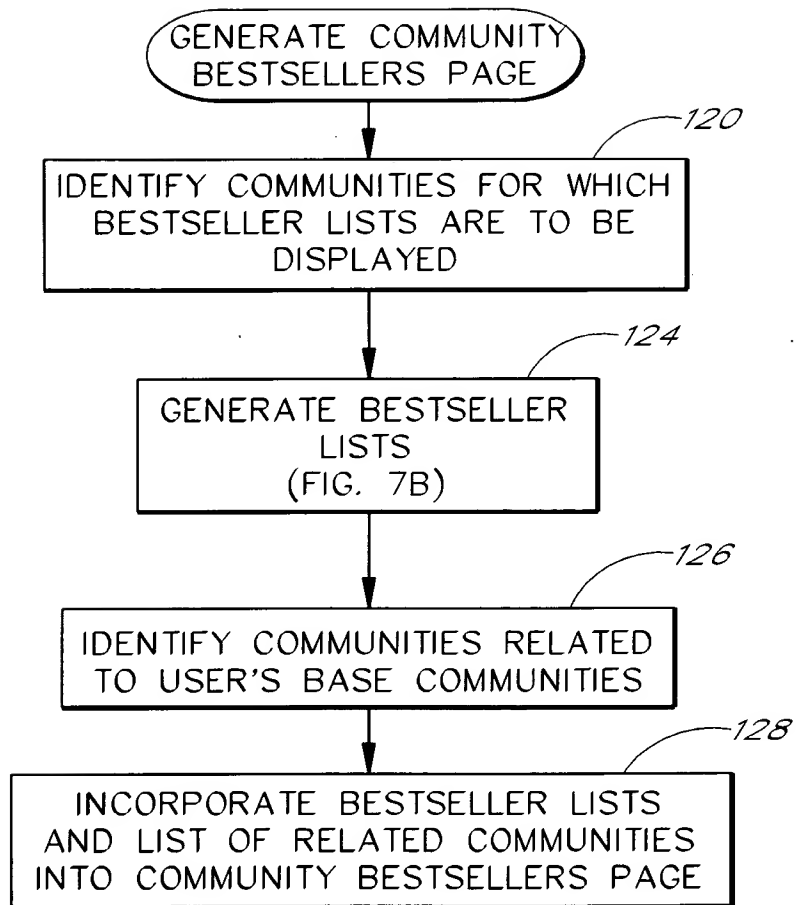 GENERATE COMMUNITY
BESTSELLERS PAGE
120
IDENTIFY COMMUNITIES FOR WHICH
BESTSELLER LISTS ARE TO BE
DISPLAYED
124
GENERATE BESTSELLER
LISTS
(FIG. 7B)
126
IDENTIFY COMMUNITIES RELATED
TO USER'S BASE COMMUNITIES
128
INCORPORATE BESTSELLER LISTS
AND LIST OF RELATED COMMUNITIES
INTO COMMUNITY BESTSELLERS PAGE